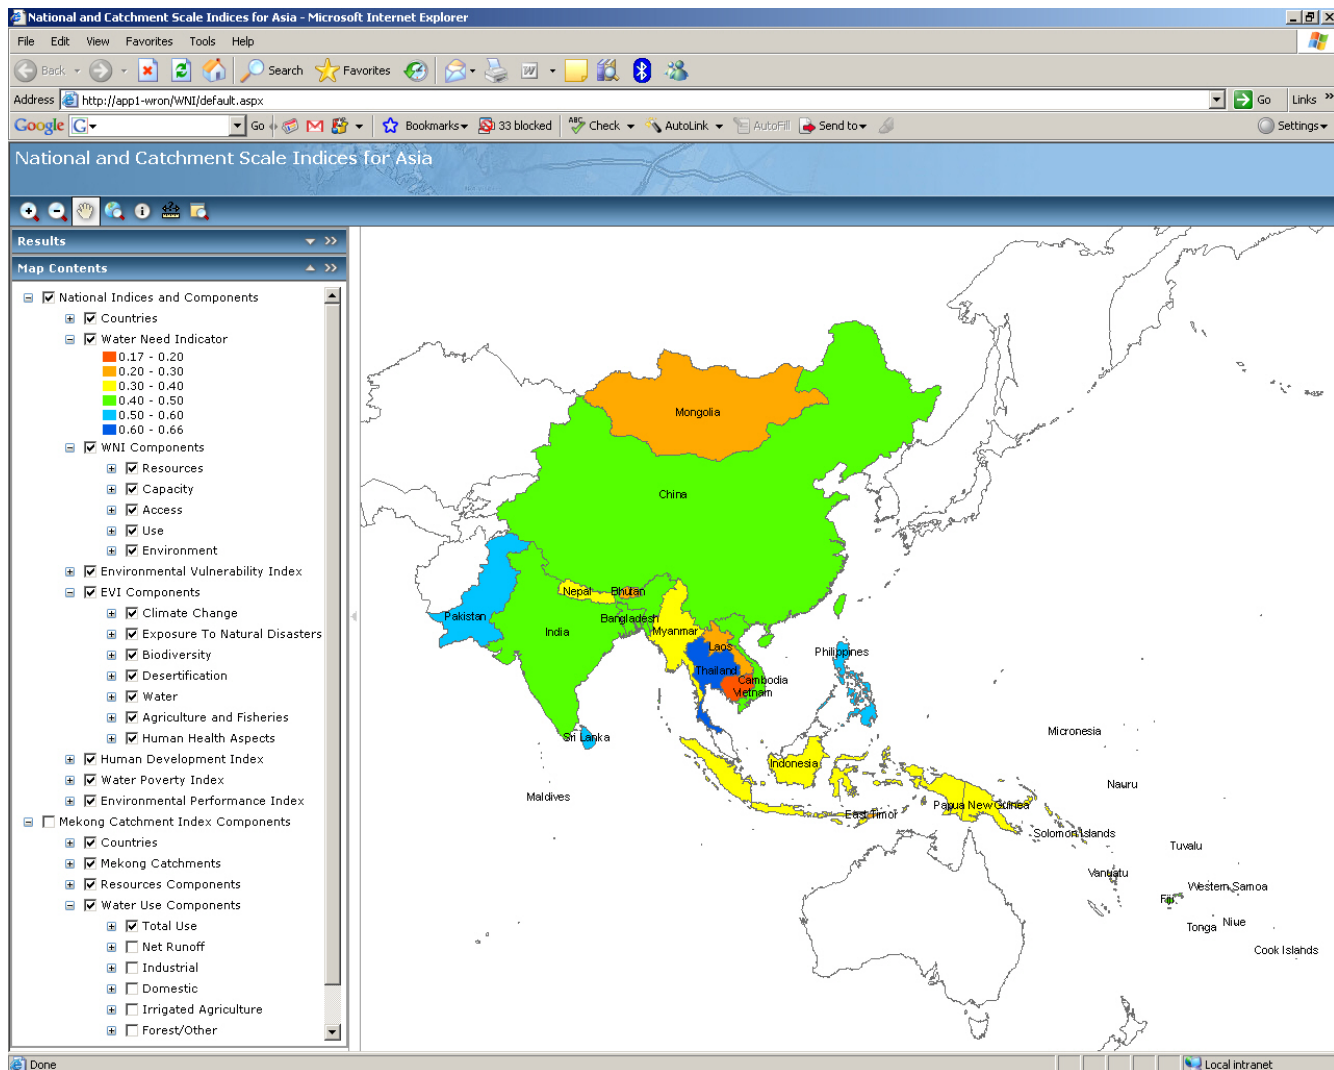 National and Catchment Scale Indices for Asia - Microsoft Internet Explorer
File Edit View Favorites Tools Help
Back Search Favorites
Address http://app1-wron/WNI/default.aspx Go Links »
Google G Go Bookmarks 33 blocked ABC Check AutoLink AutoFill Send to Settings
National and Catchment Scale Indices for Asia
Results
Map Contents
National Indices and Components
Countries
Water Need Indicator
0.17 - 0.20
0.20 - 0.30
0.30 - 0.40
0.40 - 0.50
0.50 - 0.60
0.60 - 0.66
WNI Components
Resources
Capacity
Access
Use
Environment
Environmental Vulnerability Index
EVI Components
Climate Change
Exposure To Natural Disasters
Biodiversity
Desertification
Water
Agriculture and Fisheries
Human Health Aspects
Human Development Index
Water Poverty Index
Environmental Performance Index
Mekong Catchment Index Components
Countries
Mekong Catchments
Resources Components
Water Use Components
Total Use
Net Runoff
Industrial
Domestic
Irrigated Agriculture
Forest/Other
Mongolia
China
Nepal
Bhutan
Pakistan
Bangladesh
India
Myanmar
Laos
Philippines
Thailand
Cambodia
Vietnam
Sri Lanka
Micronesia
Indonesia
Nauru
Maldives
Papua New Guinea
East Timor
Solomon Islands
Tuvalu
Vanuatu
Western Samoa
Fiji
Niue
Tonga
Cook Islands
Done
Local intranet